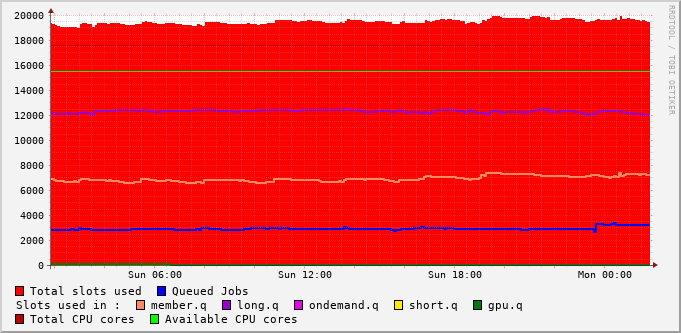 20000
18000
16000
14000
12000
10000
8000
6000
4000
2000
0
Sun 06:00 Sun 12:00 Sun 18:00 Mon 00:00
Total slots used Queued Jobs
Slots used in : member.q long.q ondemand.q short.q gpu.q
Total CPU cores Available CPU cores
RRDTOOL / TOBI OETIKER